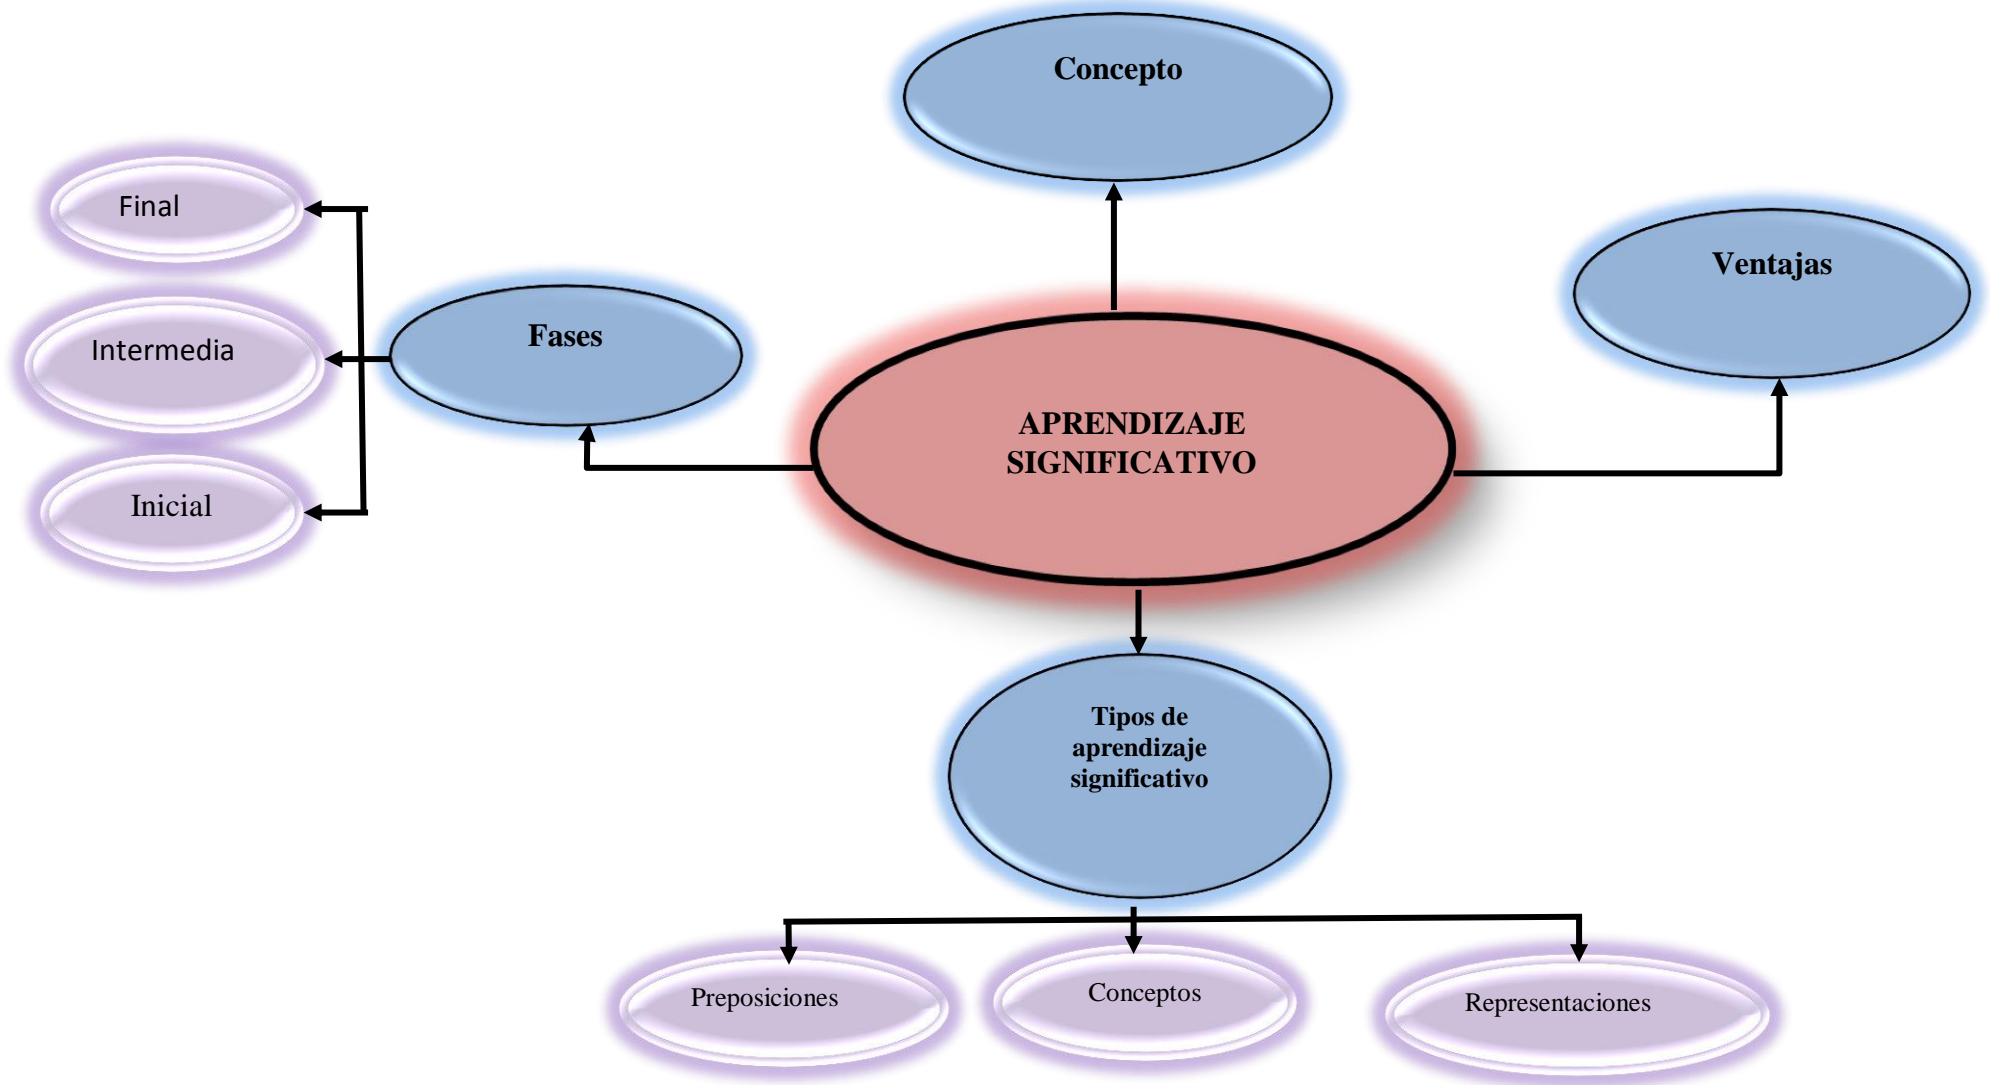 Concepto
Final
Ventajas
Intermedia
Fases
APRENDIZAJE
SIGNIFICATIVO
Inicial
Tipos de
aprendizaje
significativo
Preposiciones
Conceptos
Representaciones